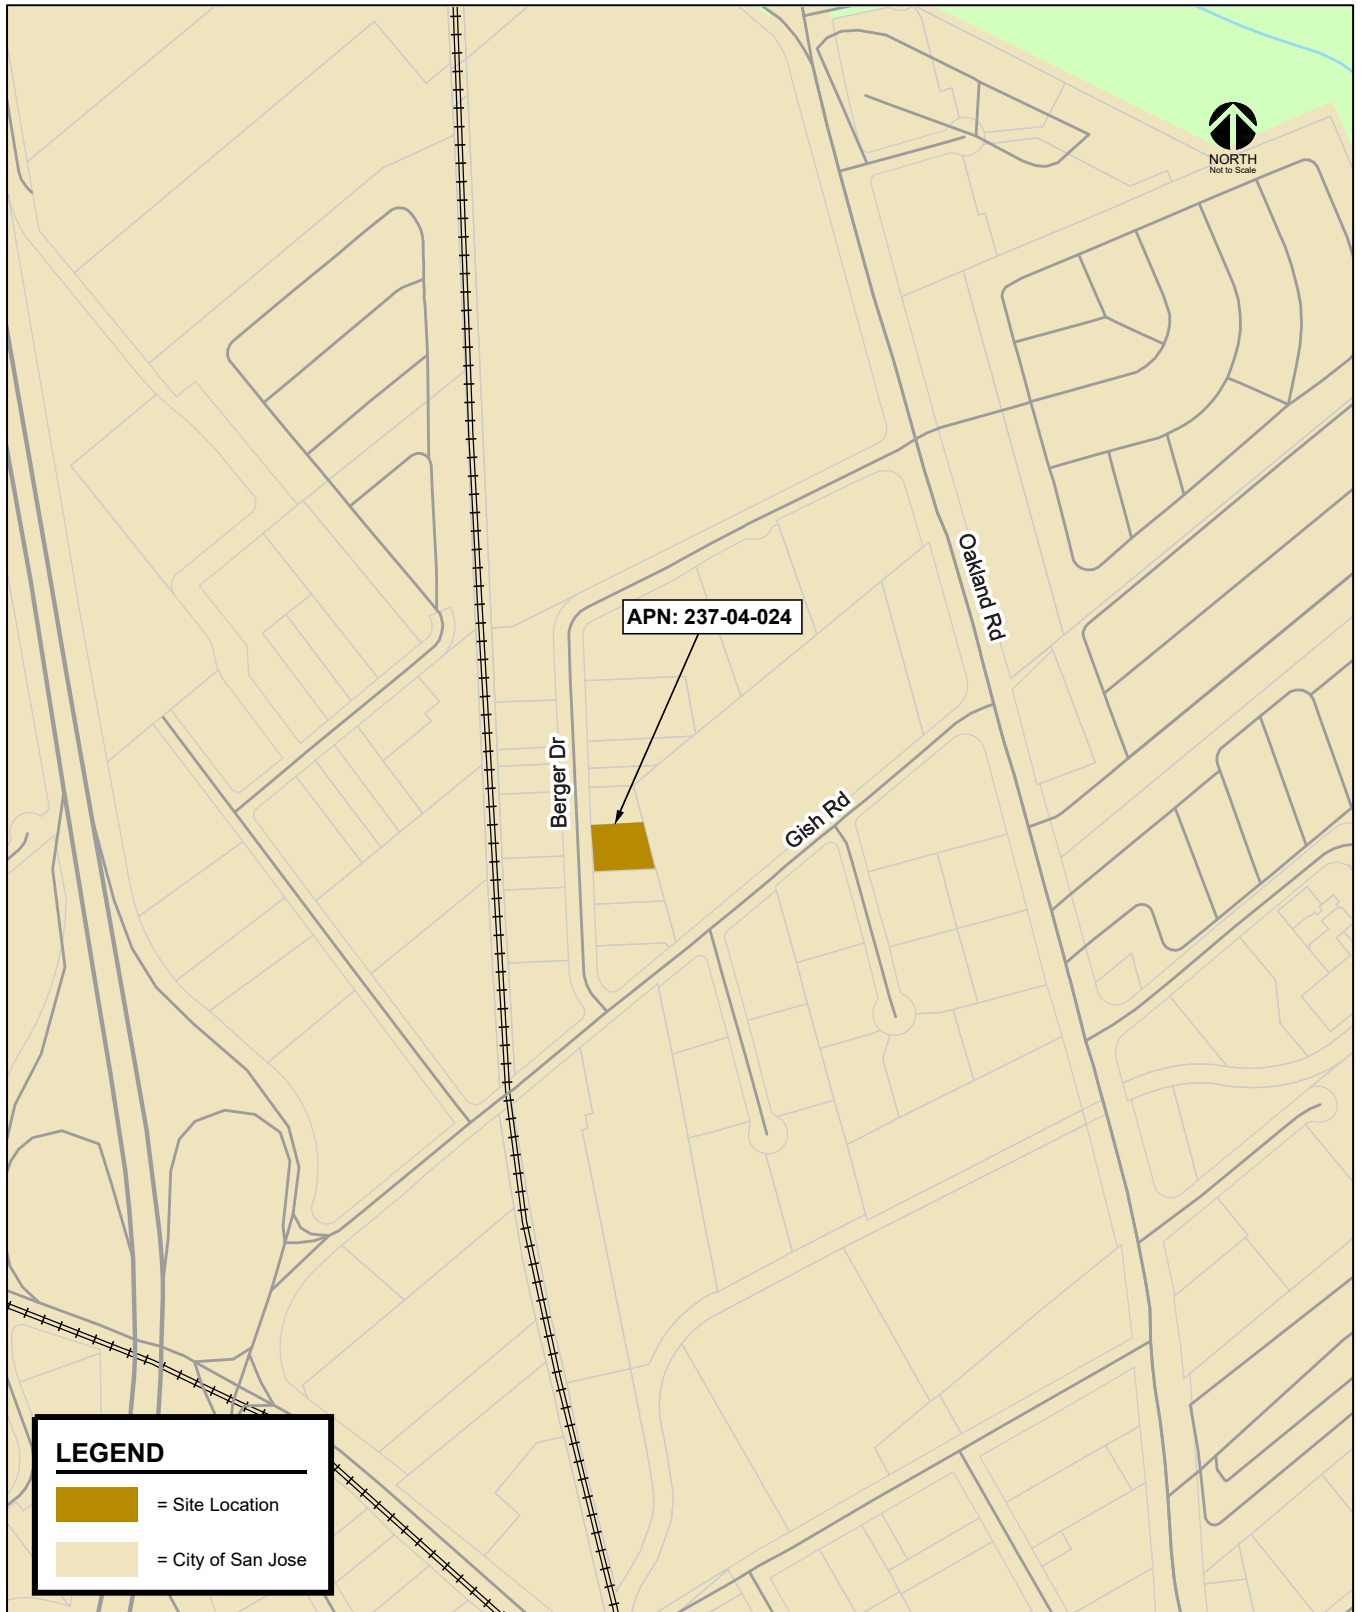 NORTH
Not to Scale
Oakland Rd
APN: 237-04-024
Berger Dr
Gish Rd
LEGEND
= Site Location
= City of San Jose